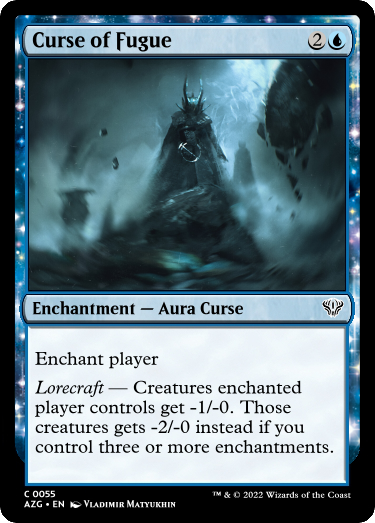 Curse of Fugue 2
Enchantment — Aura Curse
Enchant player
Lorecraft — Creatures enchanted
player controls get -1/-0. Those
creatures gets -2/-0 instead if you
control three or more enchantments.
C 0055
AZG • EN Vladimir Matyukhin
™ & © 2022 Wizards of the Coast